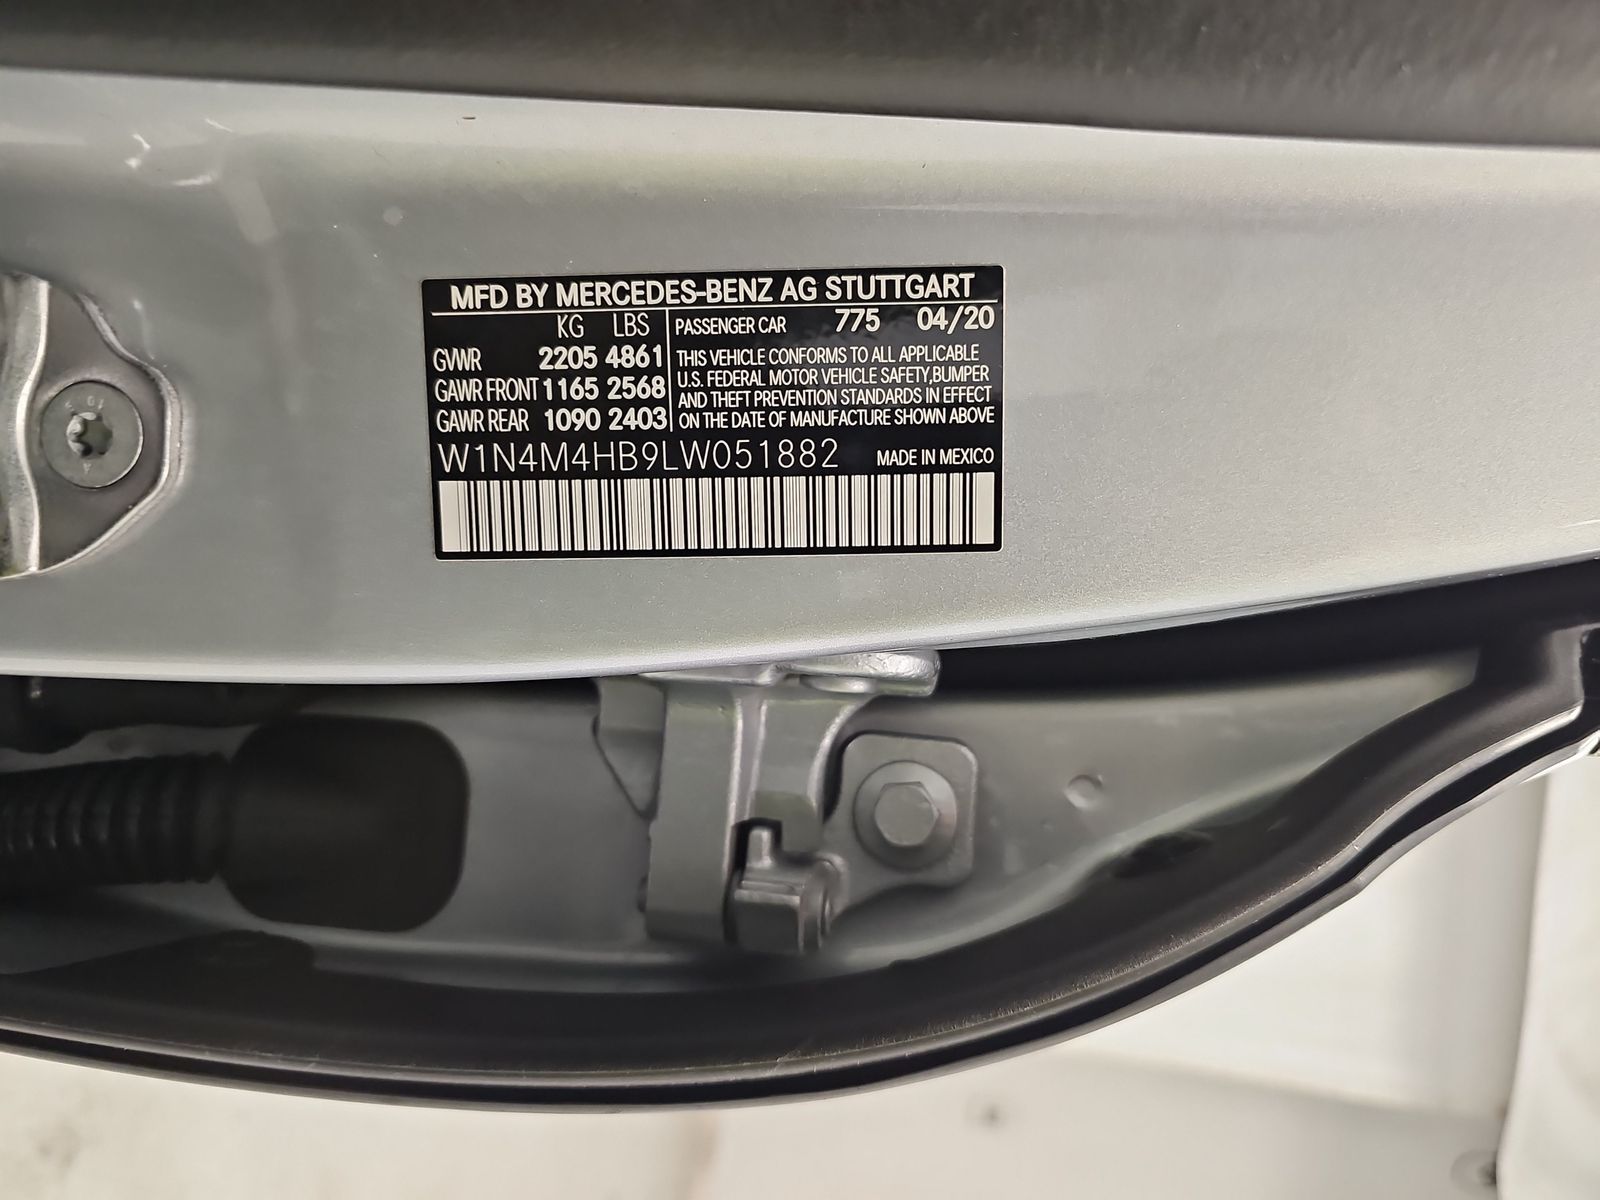 MFD BY MERCEDES-BENZ AG STUTTGART
KG LBS
GVWR 2205 4861
GAWR FRONT 1165 2568
GAWR REAR 1090 2403
PASSENGER CAR 775 04/20
THIS VEHICLE CONFORMS TO ALL APPLICABLE
U.S. FEDERAL MOTOR VEHICLE SAFETY,BUMPER
AND THEFT PREVENTION STANDARDS IN EFFECT
ON THE DATE OF MANUFACTURE SHOWN ABOVE
W1N4M4HB9LW051882 MADE IN MEXICO